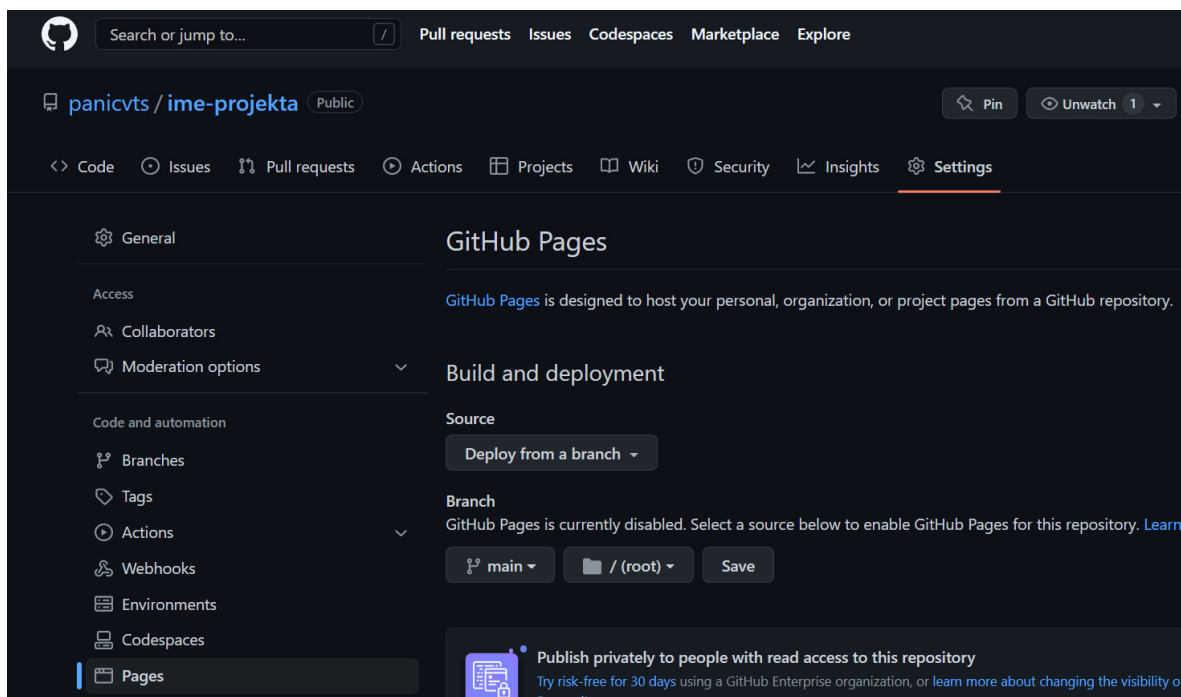 Search or jump to... /
Pull requests Issues Codespaces Marketplace Explore
panicvts / ime-projekta Public
Pin
Unwatch 1
Code Issues Pull requests Actions Projects Wiki Security Insights Settings
General
Access
Collaborators
Moderation options
Code and automation
Branches
Tags
Actions
Webhooks
Environments
Codespaces
Pages
GitHub Pages
GitHub Pages is designed to host your personal, organization, or project pages from a GitHub repository.
Build and deployment
Source
Deploy from a branch
Branch
GitHub Pages is currently disabled. Select a source below to enable GitHub Pages for this repository. Learn
main / (root) Save
Publish privately to people with read access to this repository
Try risk-free for 30 days using a GitHub Enterprise organization, or learn more about changing the visibility o